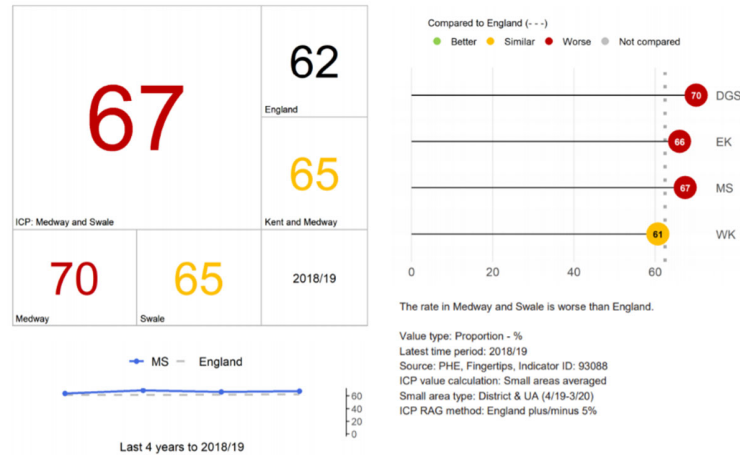 67
ICP: Medway and Swale
62
England
65
Kent and Medway
70
Medway
65
Swale
2018/19
MS England
60
40
20
0
Last 4 years to 2018/19
Compared to England (- - -)
Better Similar Worse Not compared
70 DGS
66 EK
67 MS
61 WK
0 20 40 60
The rate in Medway and Swale is worse than England.
Value type: Proportion - %
Latest time period: 2018/19
Source: PHE, Fingertips, Indicator ID: 93088
ICP value calculation: Small areas averaged
Small area type: District & UA (4/19-3/20)
ICP RAG method: England plus/minus 5%